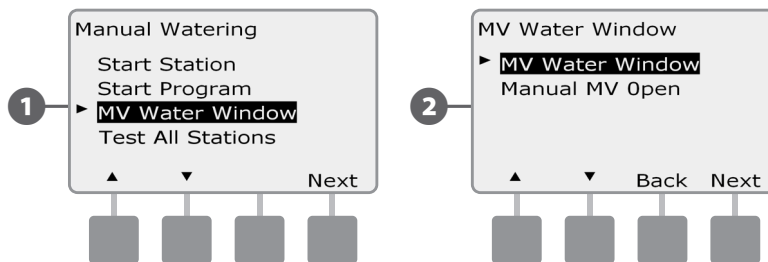 Manual Watering
Start Station
Start Program
MV Water Window
Test All Stations
Next
1
MV Water Window
MV Water Window
Manual MV 0pen
Back Next
2